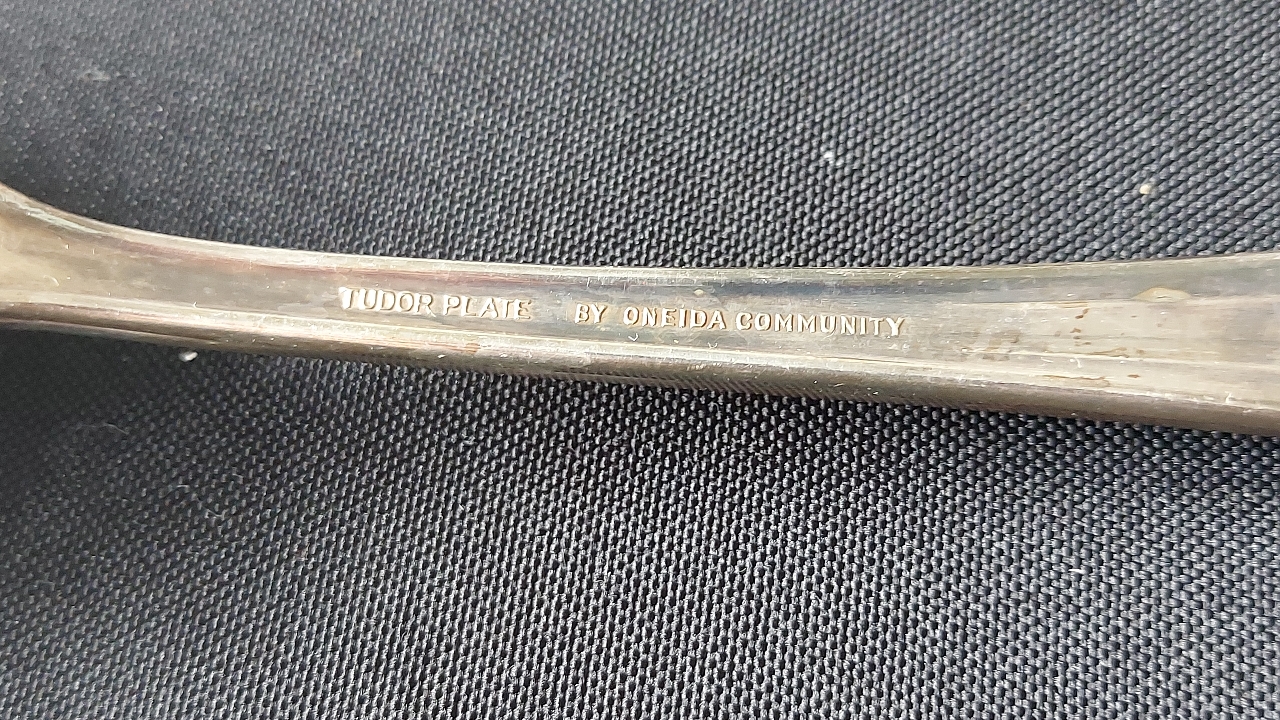 TUDOR PLATE BY ONEIDA COMMUNITY